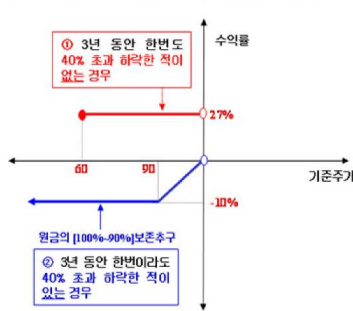 ① 3년 동안 한번도
40% 초과 하락한 적이
없는 경우
수익률
27%
60
90
기준주가
-10%
원금의 [100%~90%]보존추구
② 3년 동안 한번이라도
40% 초과 하락한 적이
있는 경우